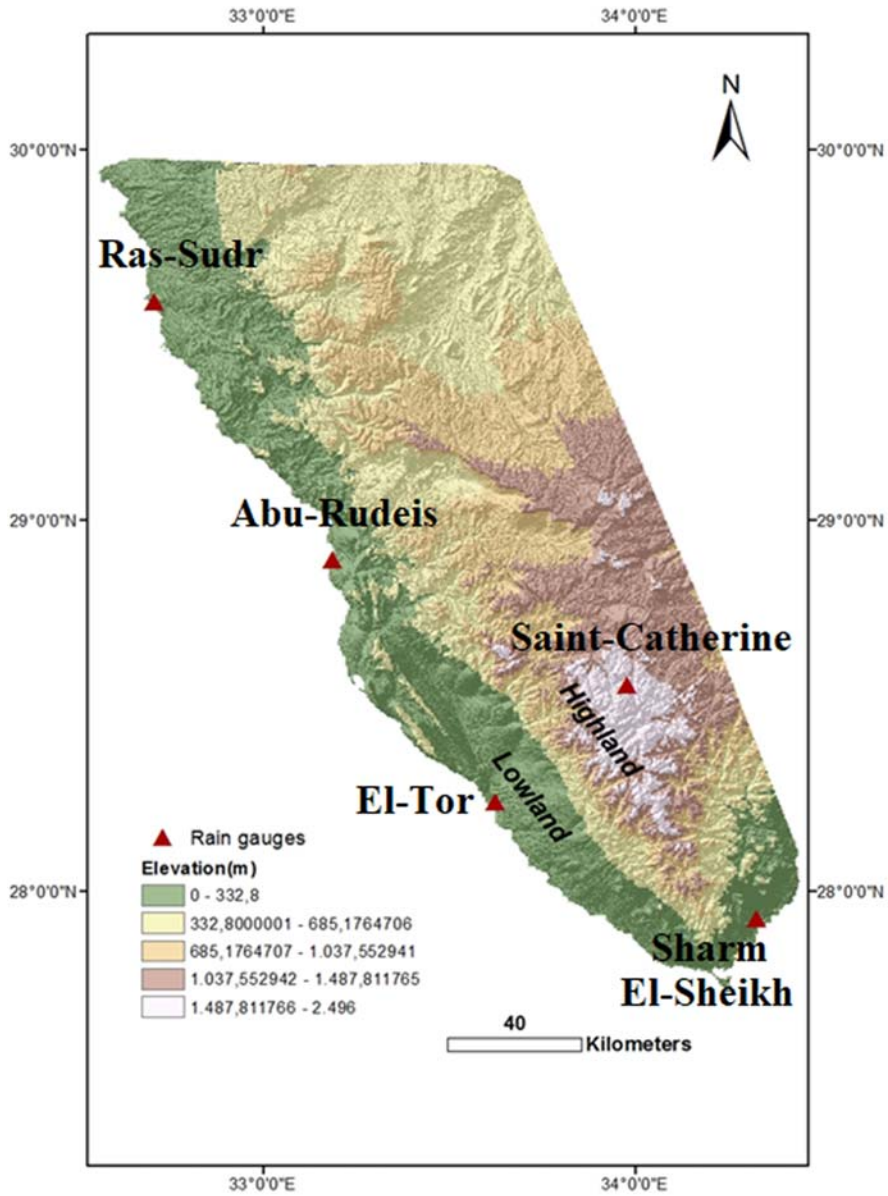 33°0'0"E
34°0'0"E
N
30°0'0"N
30°0'0"N
Ras-Sudr
29°0'0"N
29°0'0"N
Abu-Rudeis
Saint-Catherine
Highland
Lowland
El-Tor
Rain gauges
Elevation(m)
0 - 332,8
332,8000001 - 685,1764706
685,1764707 - 1.037,552941
1.037,552942 - 1.487,811765
1.487,811766 - 2.496
28°0'0"N
28°0'0"N
Sharm
El-Sheikh
40
Kilometers
33°0'0"E
34°0'0"E